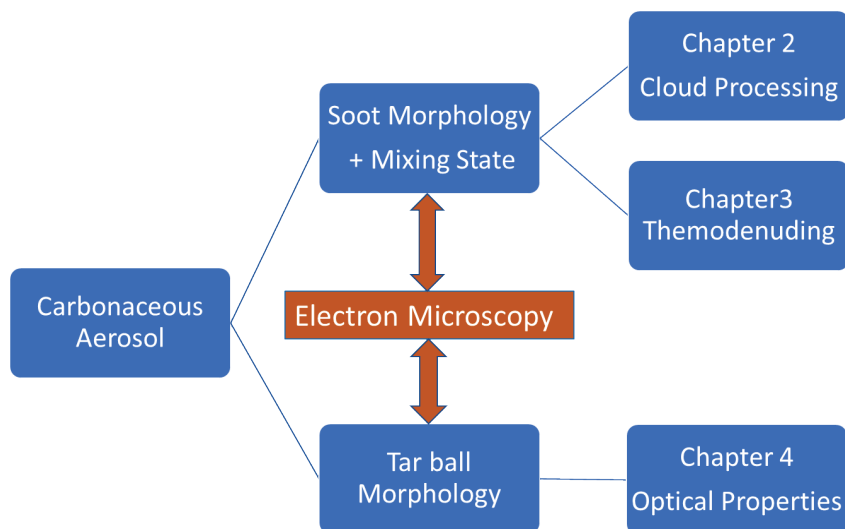 Chapter 2
Cloud Processing
Soot Morphology
+ Mixing State
Chapter3
Themodenuding
Carbonaceous
Aerosol
Electron Microscopy
Tar ball
Morphology
Chapter 4
Optical Properties